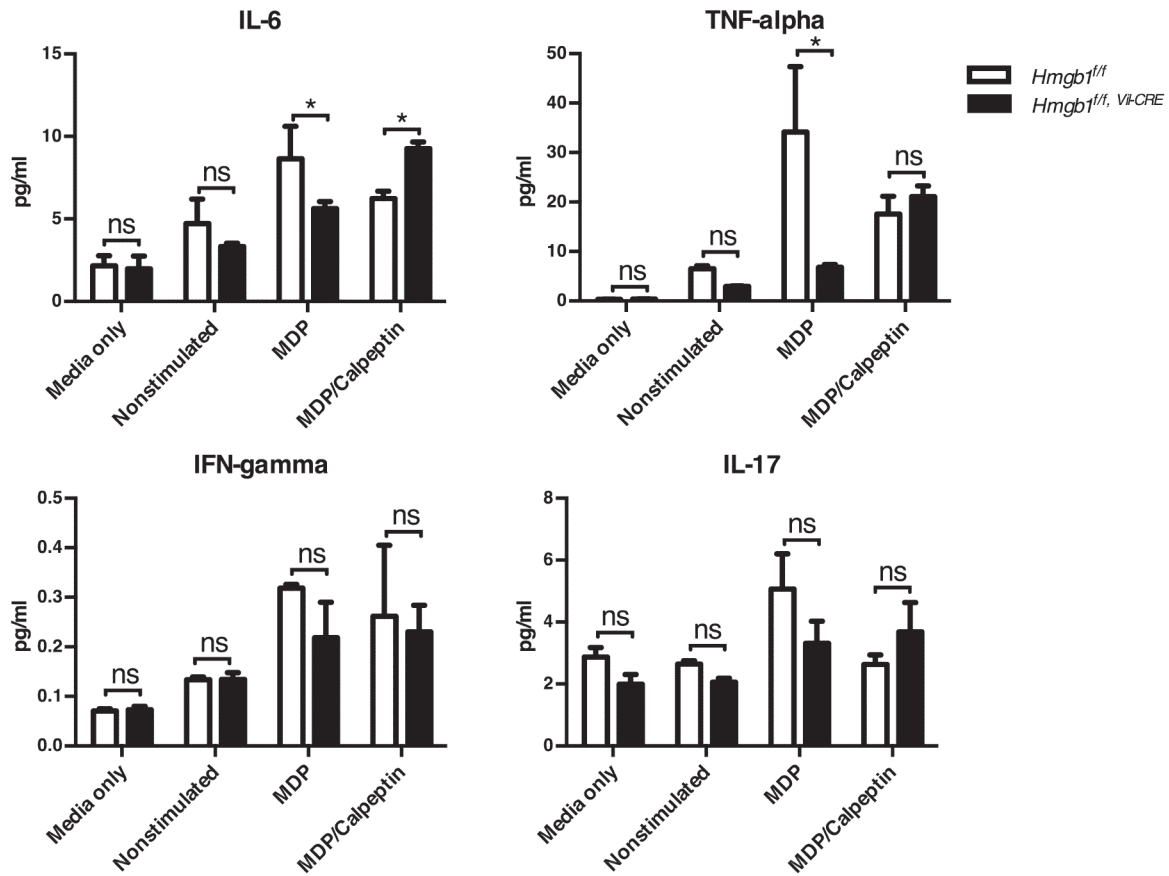 IL-6
15
10
5
0
pg/ml
ns
ns
*
*
Media only
Nonstimulated
MDP
MDP/Calpeptin
TNF-alpha
50
40
30
20
10
0
pg/ml
ns
ns
*
ns
Media only
Nonstimulated
MDP
MDP/Calpeptin
Hmgb1f/f
Hmgb1f/f, Vil-CRE
IFN-gamma
0.5
0.4
0.3
0.2
0.1
0.0
pg/ml
ns
ns
ns
ns
Media only
Nonstimulated
MDP
MDP/Calpeptin
IL-17
8
6
4
2
0
pg/ml
ns
ns
ns
ns
Media only
Nonstimulated
MDP
MDP/Calpeptin